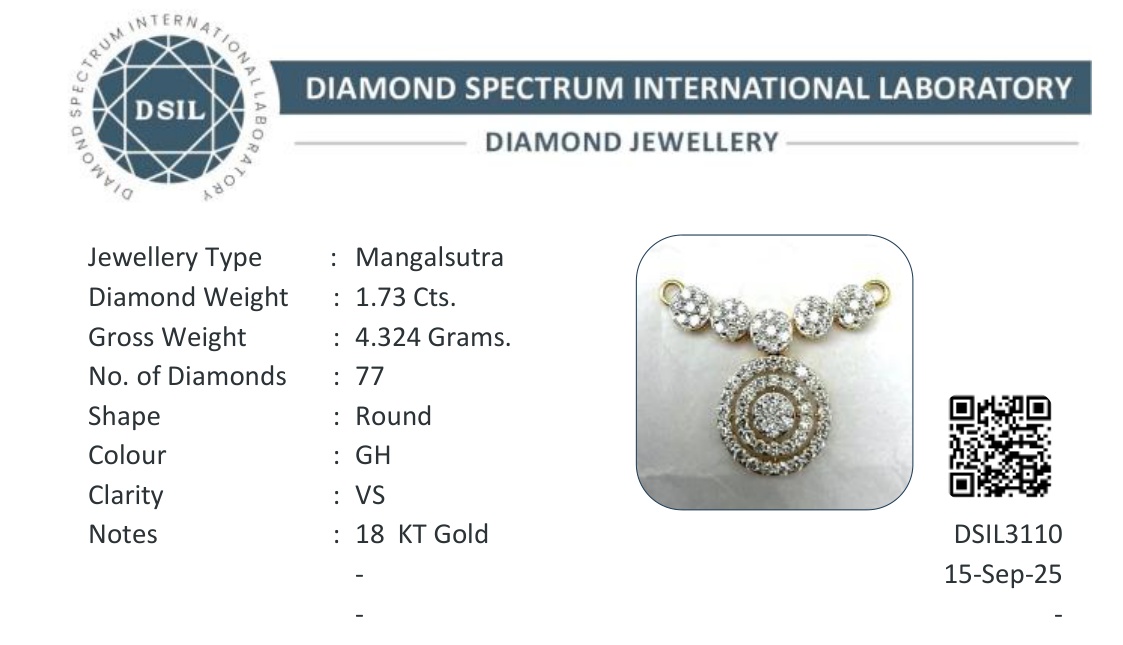 DIAMOND SPECTRUM INTERNATIONAL LABORATORY
DSIL
DIAMOND SPECTRUM INTERNATIONAL LABORATORY
DIAMOND JEWELLERY
Jewellery Type : Mangalsutra
Diamond Weight : 1.73 Cts.
Gross Weight : 4.324 Grams.
No. of Diamonds : 77
Shape : Round
Colour : GH
Clarity : VS
Notes : 18 KT Gold
-
-
DSIL3110
15-Sep-25
-